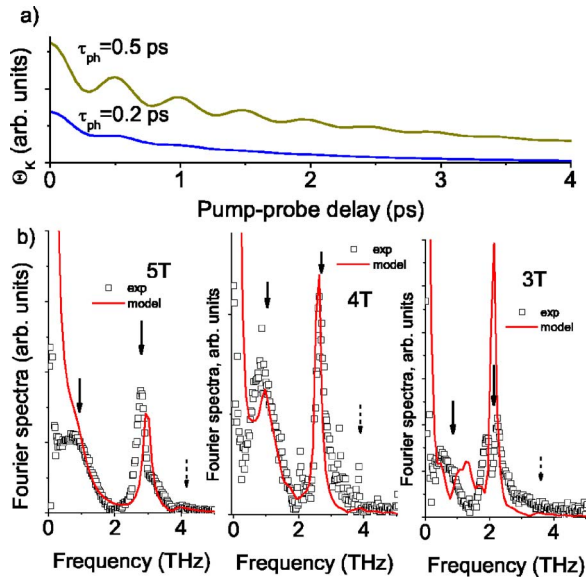 a)
τph=0.5 ps
τph=0.2 ps
ΘK (arb. units)
0 1 2 3 4
Pump-probe delay (ps)
b)
5T
exp
model
Fourier spectra (arb. units)
0 2 4
Frequency (THz)
exp
model
4T
Fourier spectra, arb. units
0 2 4
Frequency (THz)
3T
exp
model
Fourier spectra, arb. units
0 2 4
Frequency (THz)